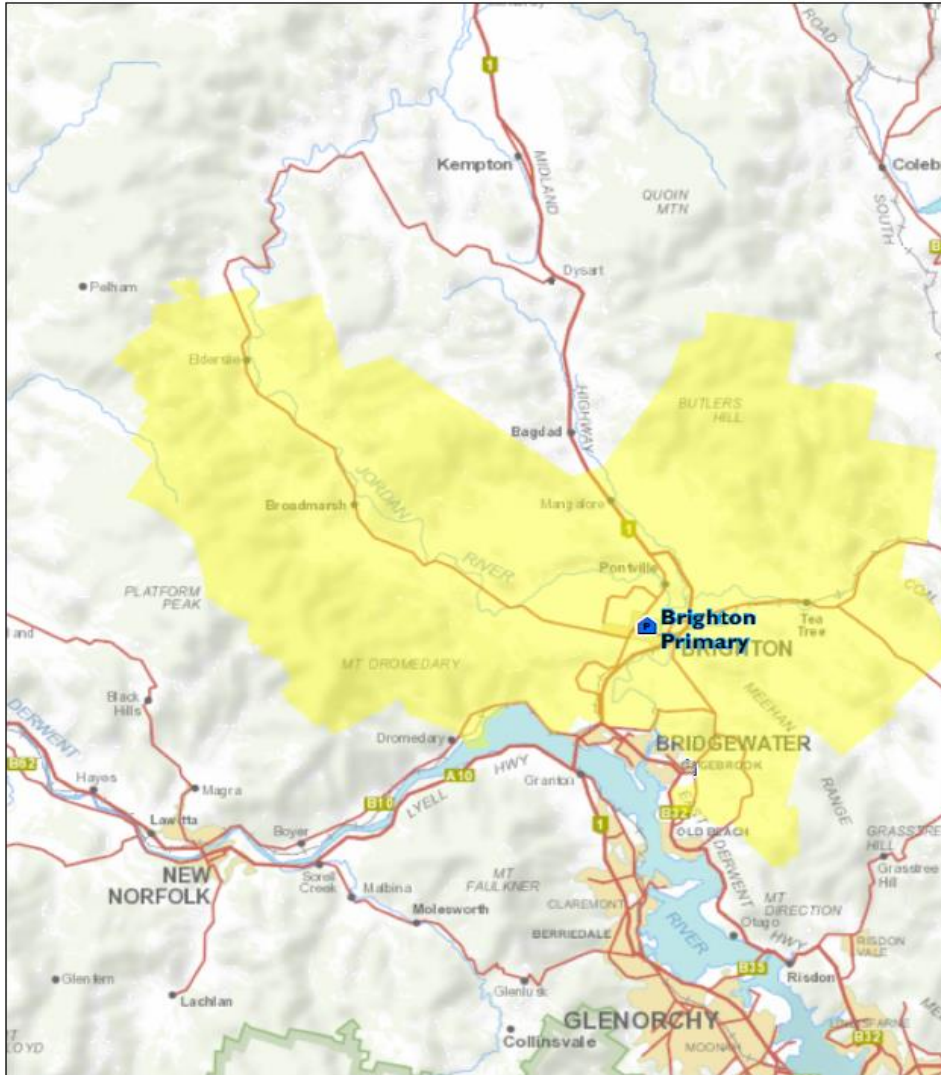 ROAD
1
Kempton
MIDLAND
QUOIN
MTN
SOUTH
Dysart
Pelham
Elderslie
BUTLERS
HILL
HIGHWAY
Bagdad
JORDAN
Broadmarsh
Mangalore
1
RIVER
Pontville
PLATFORM
PEAK
Tea
Tree
Brighton
Primary
BRIGHTON
MT DROMEDARY
MEEHAN
Black
Hills
DERWENT
Dromedary
BRIDGEWATER
B62
HWY
A10
Granton
Hayes
Magra
LYELL
B10
B32
RANGE
Lawitta
Boyer
1
OLD BEACH
GRASSTREE
HILL
NEW
NORFOLK
Sorell
Creek
Malbina
MT
FAULKNER
DERWENT
Grasstree
Hill
CLAREMONT
MT
DIRECTION
Molesworth
RIVER
Otago
BERRIEDALE
HWY
RISDON
VALE
B35
Risdon
Glenfern
Glenlusk
Lachlan
GLENORCHY
Collinsvale
MOONAH
B32